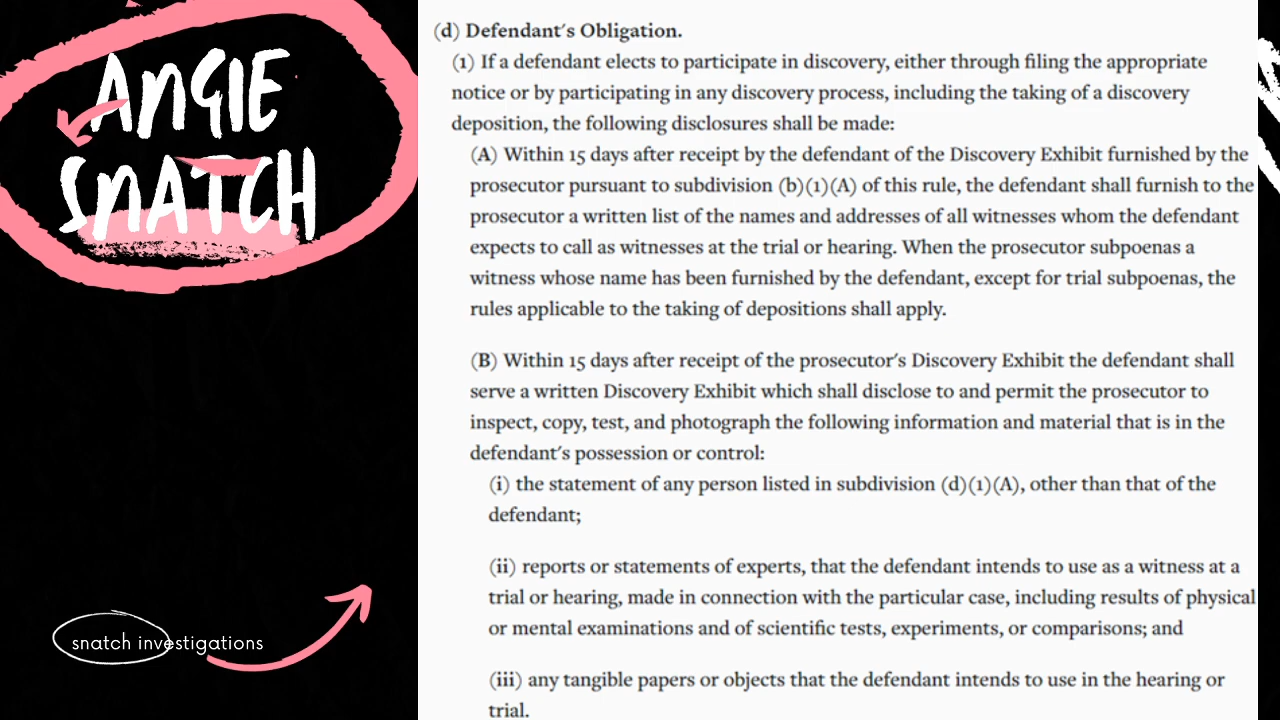 ANGIE
SNATCH
snatch investigations
(d) Defendant's Obligation.
(1) If a defendant elects to participate in discovery, either through filing the appropriate
notice or by participating in any discovery process, including the taking of a discovery
deposition, the following disclosures shall be made:
(A) Within 15 days after receipt by the defendant of the Discovery Exhibit furnished by the
prosecutor pursuant to subdivision (b)(1)(A) of this rule, the defendant shall furnish to the
prosecutor a written list of the names and addresses of all witnesses whom the defendant
expects to call as witnesses at the trial or hearing. When the prosecutor subpoenas a
witness whose name has been furnished by the defendant, except for trial subpoenas, the
rules applicable to the taking of depositions shall apply.
(B) Within 15 days after receipt of the prosecutor's Discovery Exhibit the defendant shall
serve a written Discovery Exhibit which shall disclose to and permit the prosecutor to
inspect, copy, test, and photograph the following information and material that is in the
defendant's possession or control:
(i) the statement of any person listed in subdivision (d)(1)(A), other than that of the
defendant;
(ii) reports or statements of experts, that the defendant intends to use as a witness at a
trial or hearing, made in connection with the particular case, including results of physical
or mental examinations and of scientific tests, experiments, or comparisons; and
(iii) any tangible papers or objects that the defendant intends to use in the hearing or
trial.